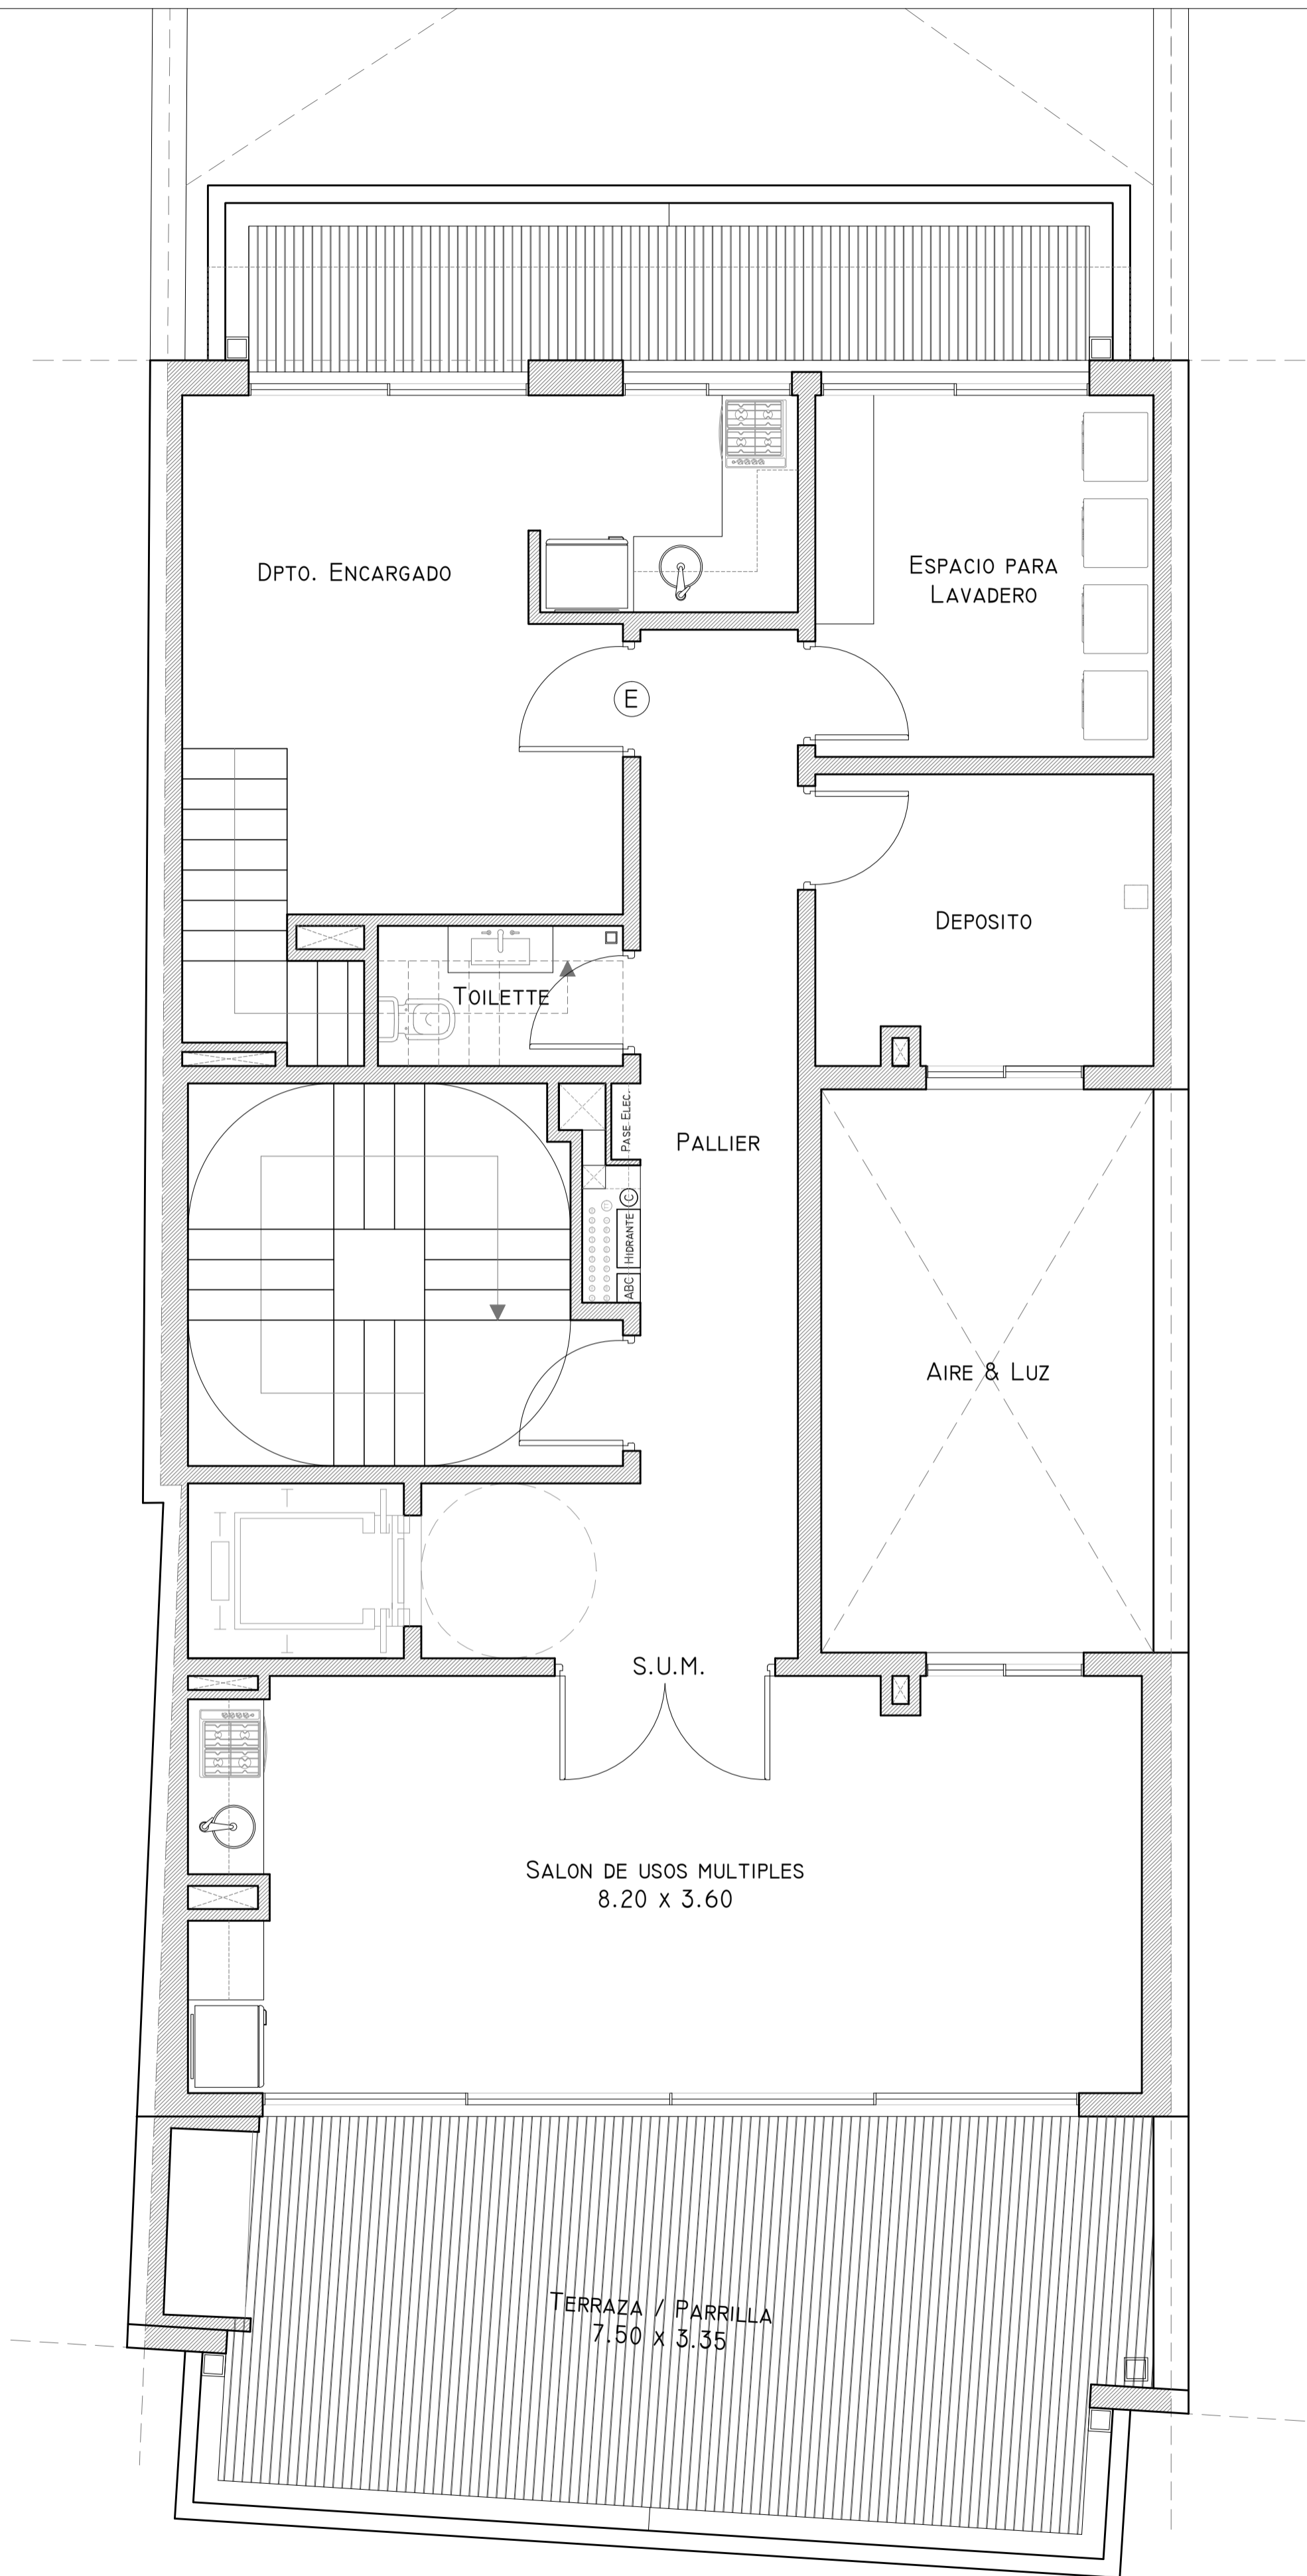 DPTO. ENCARGADO
ESPACIO PARA
LAVADERO
E
DEPOSITO
TOILETTE
PASE ELEC.
PALLIER
C
HIDRANTE
ABC
AIRE & LUZ
S.U.M.
SALON DE USOS MULTIPLES
8.20 X 3.60
TERRAZA / PARRILLA
7.50 X 3.35